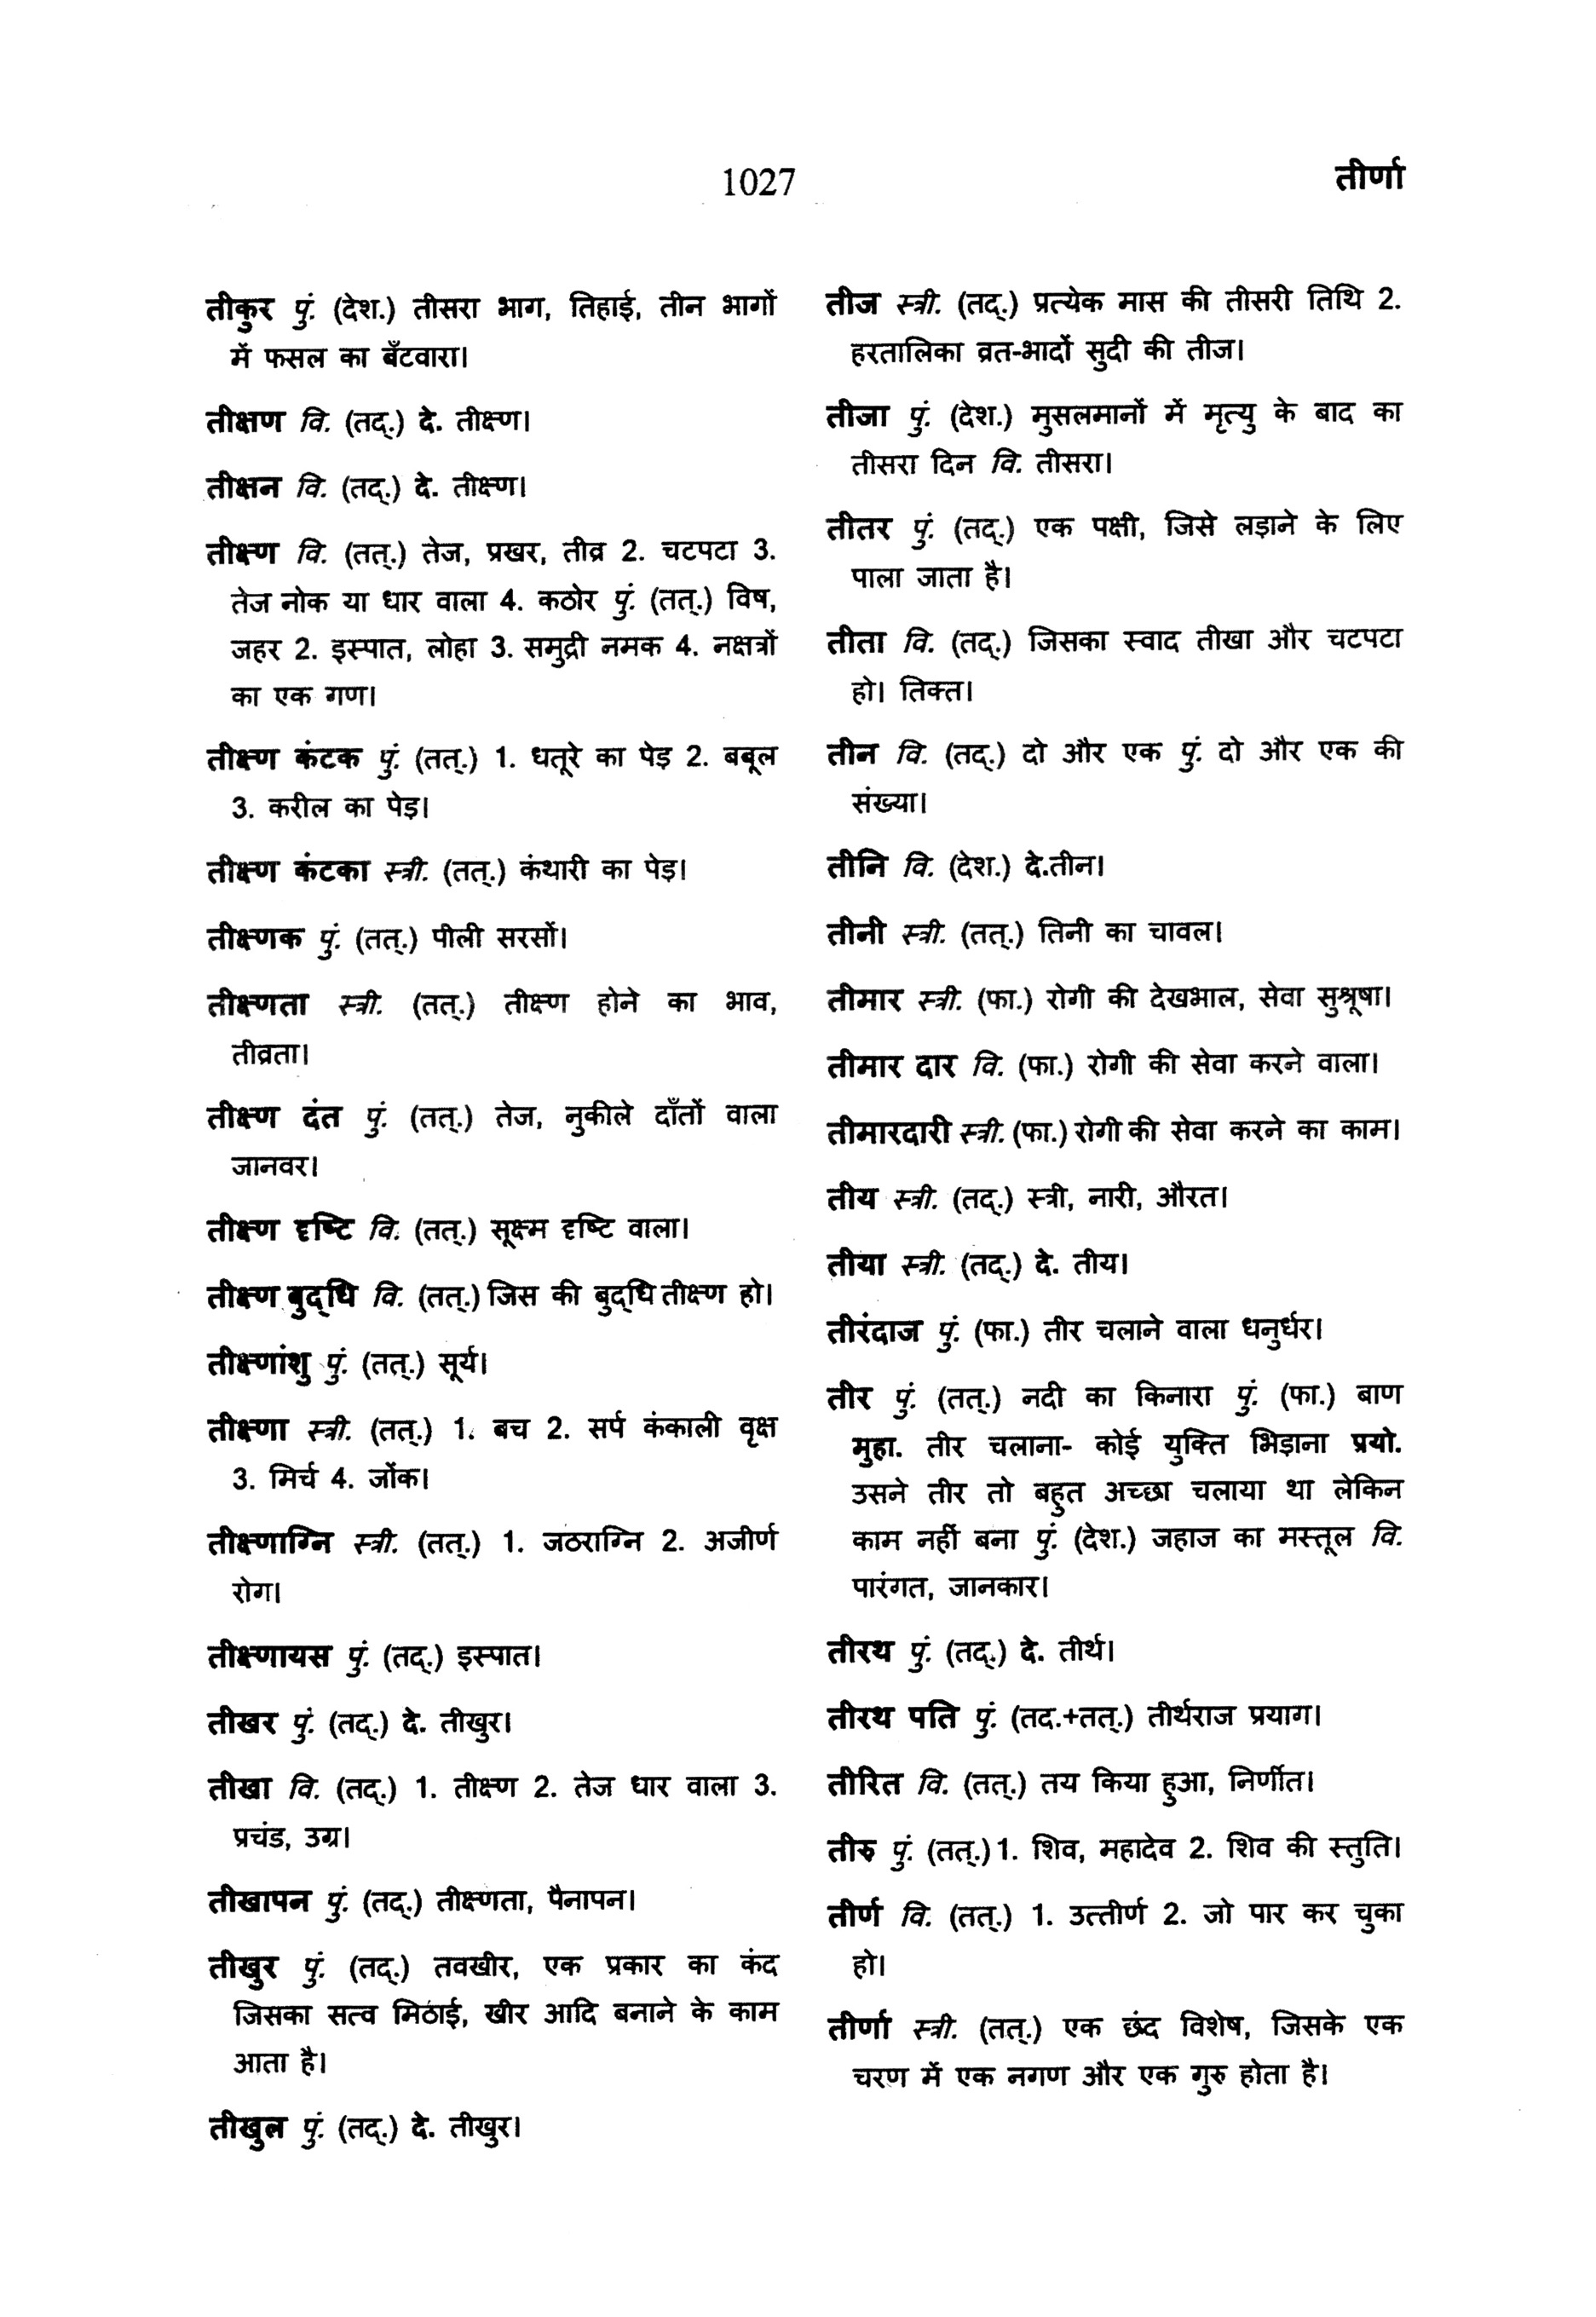 1027
तीर्णा
तीकुर पुं. (देश.) तीसरा भाग, तिहाई, तीन भागों
में फसल का बँटवारा।
तीक्षण वि. (तद्.) दे. तीक्ष्ण।
तीक्षन वि. (तद्.) दे. तीक्ष्ण।
तीक्ष्ण वि. (तत्.) तेज, प्रखर, तीव्र 2. चटपटा 3.
तेज नोक या धार वाला 4. कठोर पुं. (तत्.) विष,
जहर 2. इस्पात, लोहा 3. समुद्री नमक 4. नक्षत्रों
का एक गण।
तीक्ष्ण कंटक पुं. (तत्.) 1. धतूरे का पेड़ 2. बबूल
3. करील का पेड़।
तीक्ष्ण कंटका स्त्री. (तत्.) कंथारी का पेड़।
तीक्ष्णक पुं. (तत्.) पीली सरसों।
तीक्ष्णता स्त्री. (तत्.) तीक्ष्ण होने का भाव,
तीव्रता।
तीक्ष्ण दंत पुं. (तत्.) तेज, नुकीले दाँतों वाला
जानवर।
तीक्ष्ण दृष्टि वि. (तत्.) सूक्ष्म दृष्टि वाला।
तीक्ष्ण बुद्धि वि. (तत्.) जिस की बुद्धि तीक्ष्ण हो।
तीक्ष्णांशु पुं. (तत्.) सूर्य।
तीक्ष्णा स्त्री. (तत्.) 1. बच 2. सर्प कंकाली वृक्ष
3. मिर्च 4. जोंक।
तीक्ष्णाग्नि स्त्री. (तत्.) 1. जठराग्नि 2. अजीर्ण
रोग।
तीक्ष्णायस पुं. (तद्.) इस्पात।
तीखर पुं. (तद्.) दे. तीखुर।
तीखा वि. (तद्.) 1. तीक्ष्ण 2. तेज धार वाला 3.
प्रचंड, उग्र।
तीखापन पुं. (तद्.) तीक्ष्णता, पैनापन।
तीखुर पुं. (तद्.) तवखीर, एक प्रकार का कंद
जिसका सत्व मिठाई, खीर आदि बनाने के काम
आता है।
तीखुल पुं. (तद्.) दे. तीखुर।
तीज स्त्री. (तद्.) प्रत्येक मास की तीसरी तिथि 2.
हरतालिका व्रत-भादों सुदी की तीज।
तीजा पुं. (देश.) मुसलमानों में मृत्यु के बाद का
तीसरा दिन वि. तीसरा।
तीतर पुं. (तद्.) एक पक्षी, जिसे लड़ाने के लिए
पाला जाता है।
तीता वि. (तद्.) जिसका स्वाद तीखा और चटपटा
हो। तिक्त।
तीन वि. (तद्.) दो और एक पुं. दो और एक की
संख्या।
तीनि वि. (देश.) दे.तीन।
तीनी स्त्री. (तत्.) तिनी का चावल।
तीमार स्त्री. (फा.) रोगी की देखभाल, सेवा सुश्रूषा।
तीमार दार वि. (फा.) रोगी की सेवा करने वाला।
तीमारदारी स्त्री. (फा.) रोगी की सेवा करने का काम।
तीय स्त्री. (तद्.) स्त्री, नारी, औरत।
तीया स्त्री. (तद्.) दे. तीय।
तीरंदाज पुं. (फा.) तीर चलाने वाला धनुर्धर।
तीर पुं. (तत्.) नदी का किनारा पुं. (फा.) बाण
मुहा. तीर चलाना- कोई युक्ति भिड़ाना प्रयो.
उसने तीर तो बहुत अच्छा चलाया था लेकिन
काम नहीं बना पुं. (देश.) जहाज का मस्तूल वि.
पारंगत, जानकार।
तीरथ पुं. (तद्.) दे. तीर्थ।
तीरथ पति पुं. (तद.+तत्.) तीर्थराज प्रयाग।
तीरित वि. (तत्.) तय किया हुआ, निर्णीत।
तीरु पुं. (तत्.) 1. शिव, महादेव 2. शिव की स्तुति।
तीर्ण वि. (तत्.) 1. उत्तीर्ण 2. जो पार कर चुका
हो।
तीर्णा स्त्री. (तत्.) एक छंद विशेष, जिसके एक
चरण में एक नगण और एक गुरु होता है।